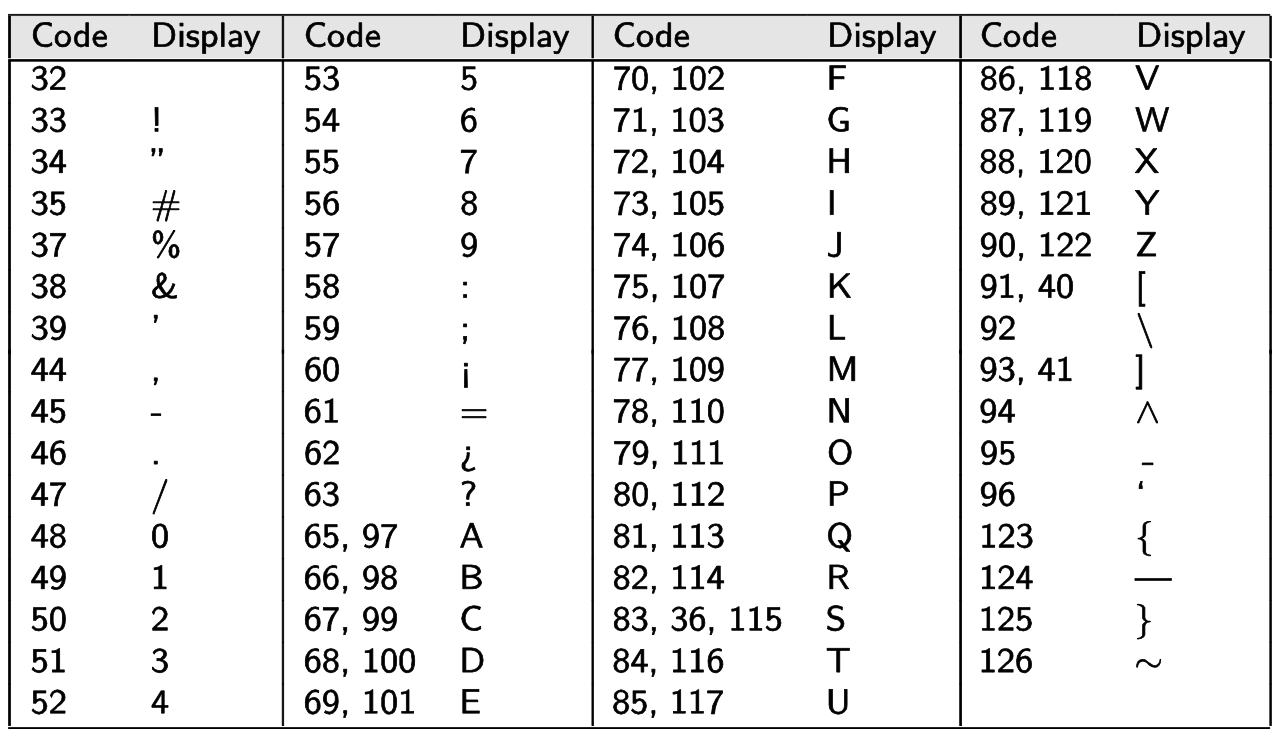 Code Display Code Display Code Display Code Display
32 53 5 70, 102 F 86, 118 V
33 ! 54 6 71, 103 G 87, 119 W
34 " 55 7 72, 104 H 88, 120 X
35 # 56 8 73, 105 I 89, 121 Y
37 % 57 9 74, 106 J 90, 122 Z
38 & 58 : 75, 107 K 91, 40 [
39 ’ 59 ; 76, 108 L 92 \
44 , 60 ¡ 77, 109 M 93, 41 ]
45 - 61 = 78, 110 N 94 ∧
46 . 62 ¿ 79, 111 O 95 _
47 / 63 ? 80, 112 P 96 ‘
48 0 65, 97 A 81, 113 Q 123 {
49 1 66, 98 B 82, 114 R 124 —
50 2 67, 99 C 83, 36, 115 S 125 }
51 3 68, 100 D 84, 116 T 126 ∼
52 4 69, 101 E 85, 117 U